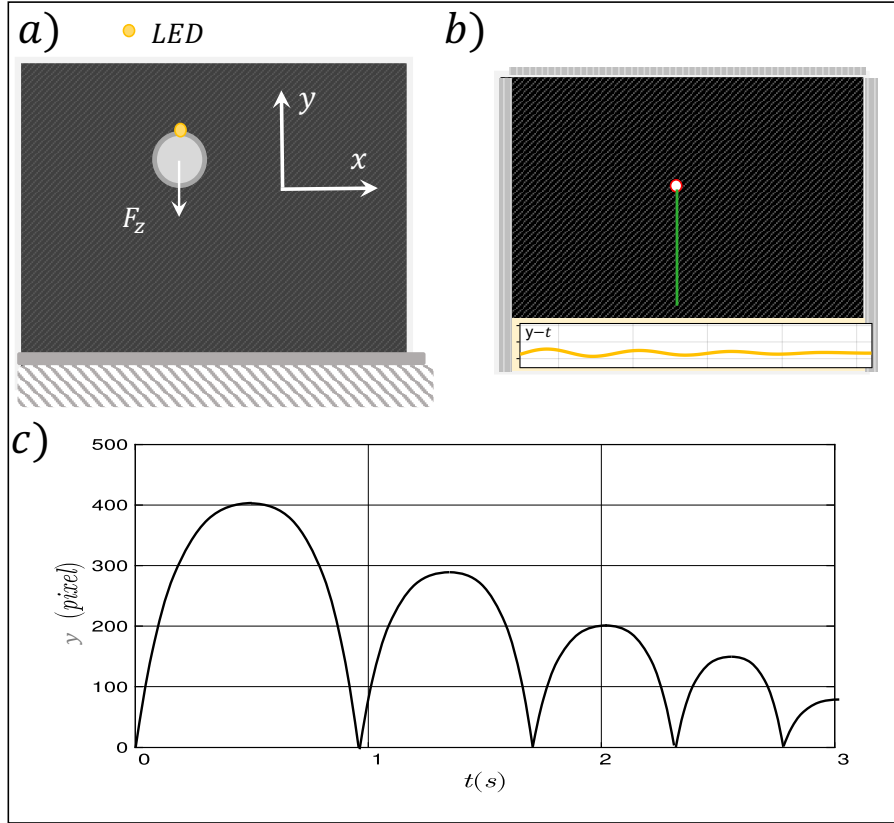 a)
LED
y
x
F_z
b)
y−t
c)
500
400
300
200
100
0
y (pixel)
0 1 2 3
t(s)